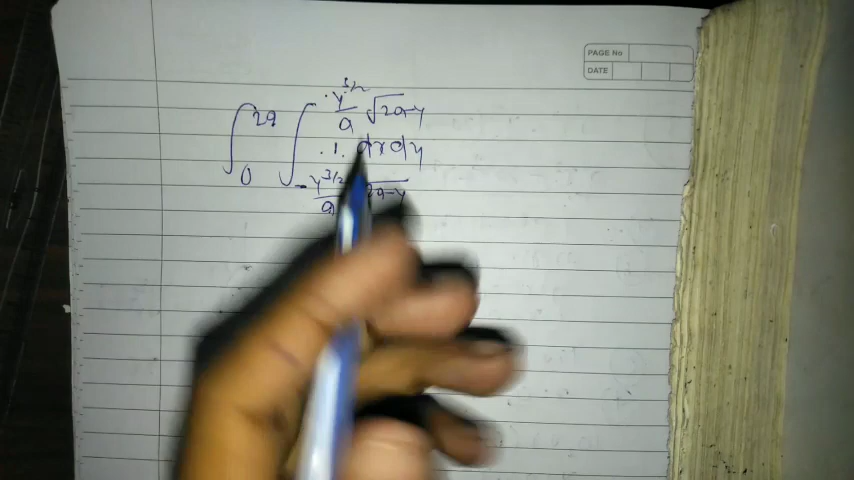 PAGE No
DATE
∫₀^{2a} ∫_{-y^{3/2}/a √2a-y}^{y^{3/2}/a √2a-y} .1. dx dy